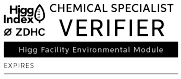 Higg Index
CHEMICAL SPECIALIST
VERIFIER
ZDHC
Higg Facility Environmental Module
EXPIRES